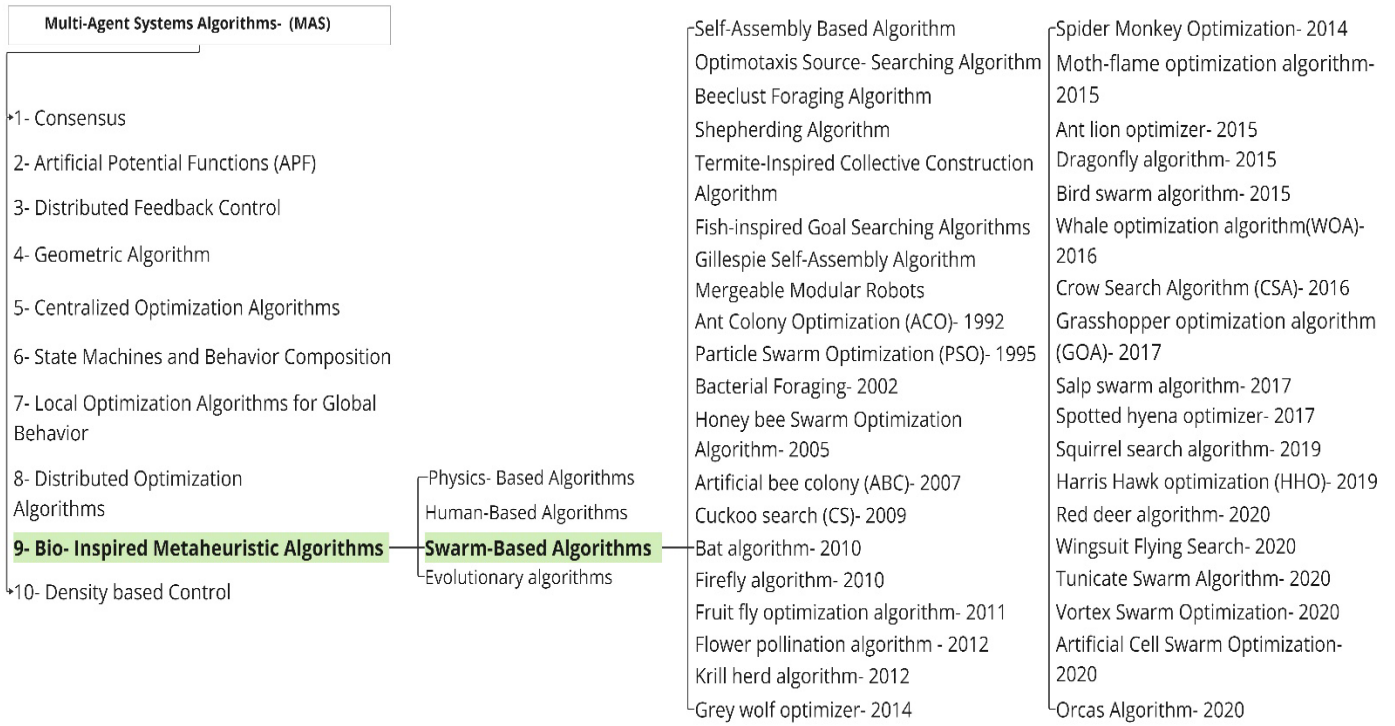 Multi-Agent Systems Algorithms- (MAS)
1- Consensus
2- Artificial Potential Functions (APF)
3- Distributed Feedback Control
4- Geometric Algorithm
5- Centralized Optimization Algorithms
6- State Machines and Behavior Composition
7- Local Optimization Algorithms for Global
Behavior
8- Distributed Optimization
Algorithms
9- Bio- Inspired Metaheuristic Algorithms
10- Density based Control
Physics- Based Algorithms
Human-Based Algorithms
Swarm-Based Algorithms
Evolutionary algorithms
Self-Assembly Based Algorithm
Optimotaxis Source- Searching Algorithm
Beeclust Foraging Algorithm
Shepherding Algorithm
Termite-Inspired Collective Construction
Algorithm
Fish-inspired Goal Searching Algorithms
Gillespie Self-Assembly Algorithm
Mergeable Modular Robots
Ant Colony Optimization (ACO)- 1992
Particle Swarm Optimization (PSO)- 1995
Bacterial Foraging- 2002
Honey bee Swarm Optimization
Algorithm- 2005
Artificial bee colony (ABC)- 2007
Cuckoo search (CS)- 2009
Bat algorithm- 2010
Firefly algorithm- 2010
Fruit fly optimization algorithm- 2011
Flower pollination algorithm - 2012
Krill herd algorithm- 2012
Grey wolf optimizer- 2014
Spider Monkey Optimization- 2014
Moth-flame optimization algorithm-
2015
Ant lion optimizer- 2015
Dragonfly algorithm- 2015
Bird swarm algorithm- 2015
Whale optimization algorithm(WOA)-
2016
Crow Search Algorithm (CSA)- 2016
Grasshopper optimization algorithm
(GOA)- 2017
Salp swarm algorithm- 2017
Spotted hyena optimizer- 2017
Squirrel search algorithm- 2019
Harris Hawk optimization (HHO)- 2019
Red deer algorithm- 2020
Wingsuit Flying Search- 2020
Tunicate Swarm Algorithm- 2020
Vortex Swarm Optimization- 2020
Artificial Cell Swarm Optimization-
2020
Orcas Algorithm- 2020